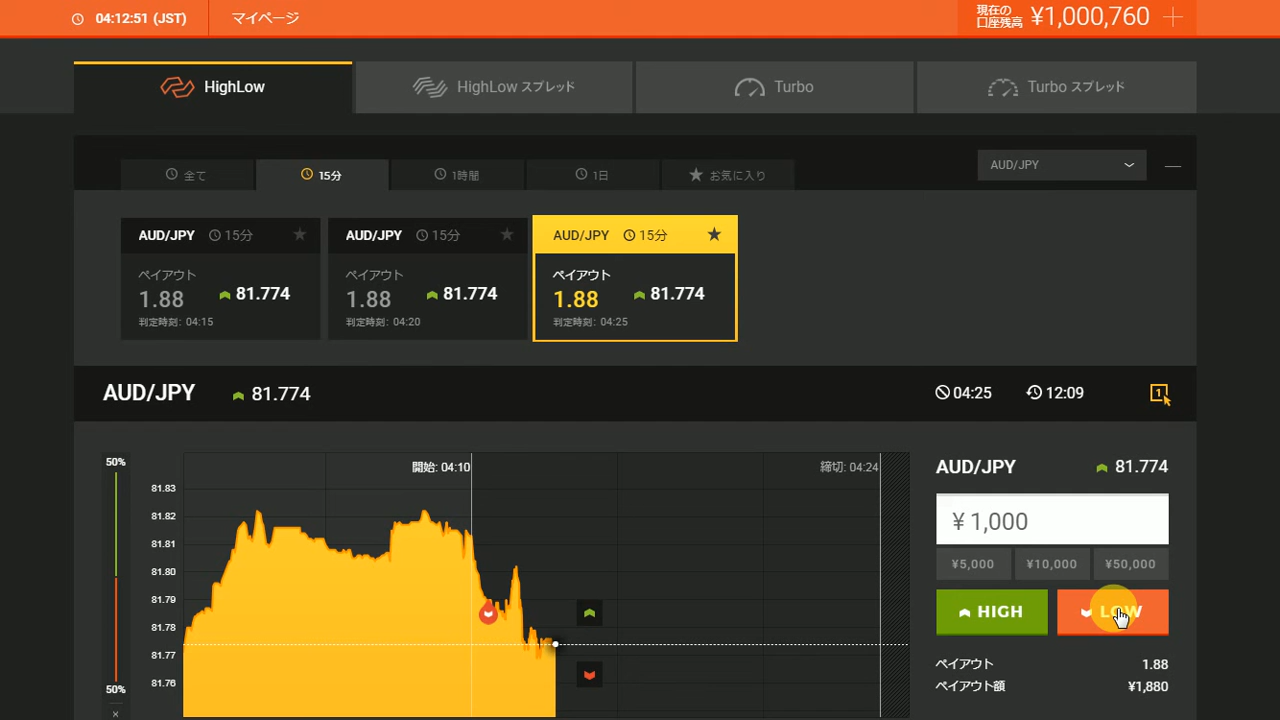 04:12:51 (JST) マイページ 現在の口座残高 ¥1,000,760
HighLow HighLow スプレッド Turbo Turbo スプレッド
全て 15分 1時間 1日 お気に入り AUD/JPY
AUD/JPY 15分 AUD/JPY 15分 AUD/JPY 15分
ペイアウト ペイアウト ペイアウト
1.88 81.774 1.88 81.774 1.88 81.774
判定時刻: 04:15 判定時刻: 04:20 判定時刻: 04:25
AUD/JPY 81.774 04:25 12:09 1
50% 開始: 04:10 締切: 04:24 AUD/JPY 81.774
81.83
81.82 ¥ 1,000
81.81
81.80 ¥5,000 ¥10,000 ¥50,000
81.79 HIGH LOW
81.78
81.77 ペイアウト 1.88
81.76 ペイアウト額 ¥1,880
50%